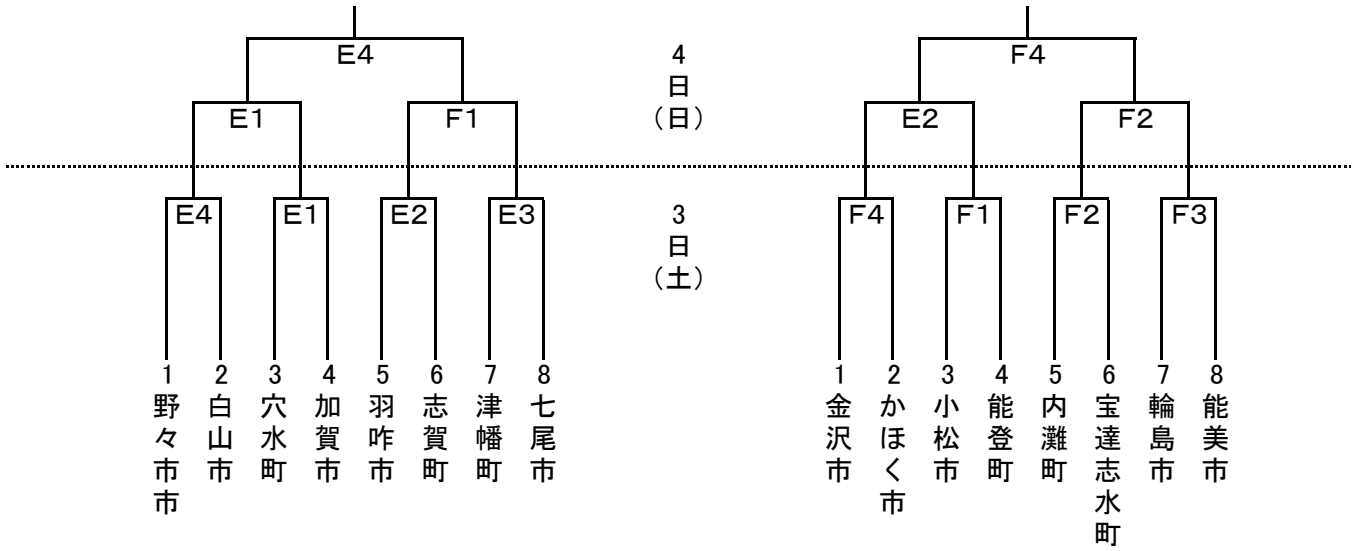 E4
F4
4日(日)
E1
F1
E2
F2
E4
E1
E2
E3
3日(土)
F4
F1
F2
F3
1野々市市
2白山市
3穴水町
4加賀市
5羽咋市
6志賀町
7津幡町
8七尾市
1金沢市
2かほく市
3小松市
4能登町
5内灘町
6宝達志水町
7輪島市
8能美市